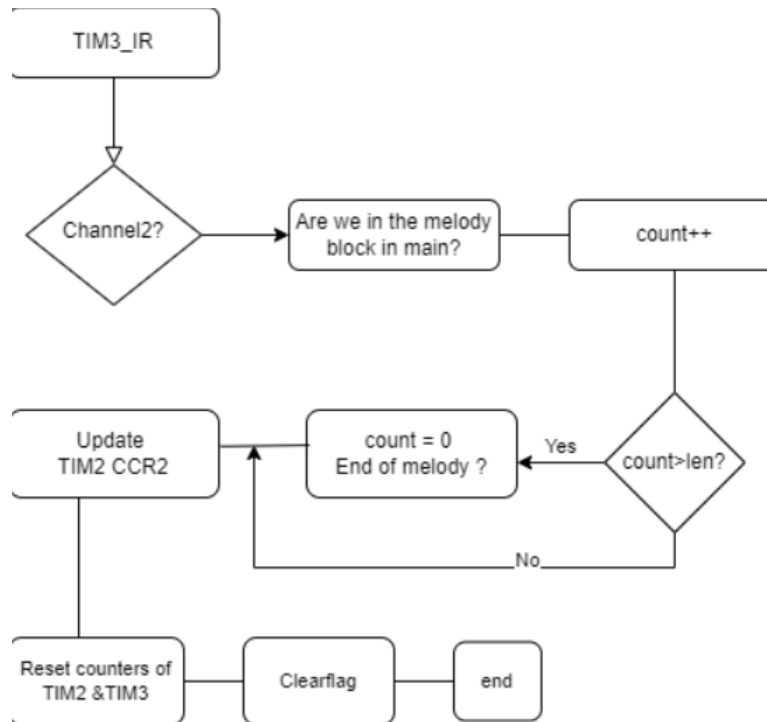 TIM3_IR
Channel2?
Are we in the melody
block in main?
count++
Update
TIM2 CCR2
count = 0
End of melody ?
Yes
count>len?
No
Reset counters of
TIM2 &TIM3
Clearflag
end